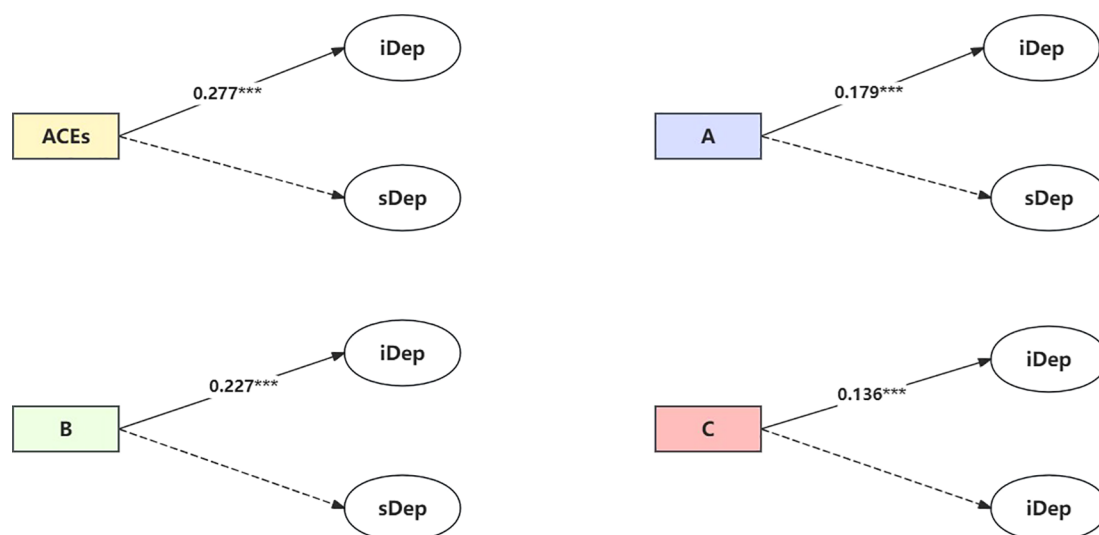 iDep
0.277***
ACEs
sDep
iDep
0.179***
A
sDep
iDep
0.227***
B
sDep
iDep
0.136***
C
iDep